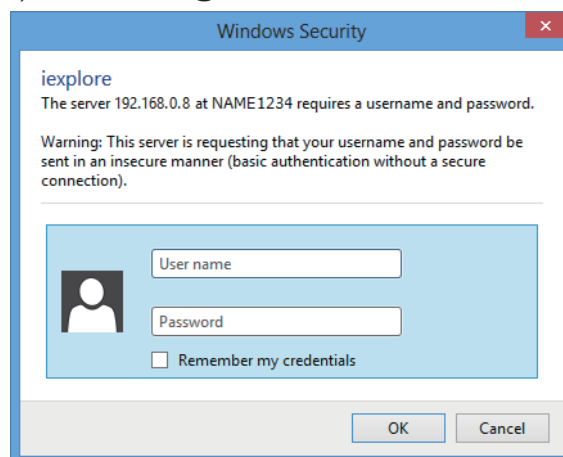 Windows Security
iexplore
The server 192.168.0.8 at NAME1234 requires a username and password.
Warning: This server is requesting that your username and password be
sent in an insecure manner (basic authentication without a secure
connection).
User name
Password
Remember my credentials
OK Cancel